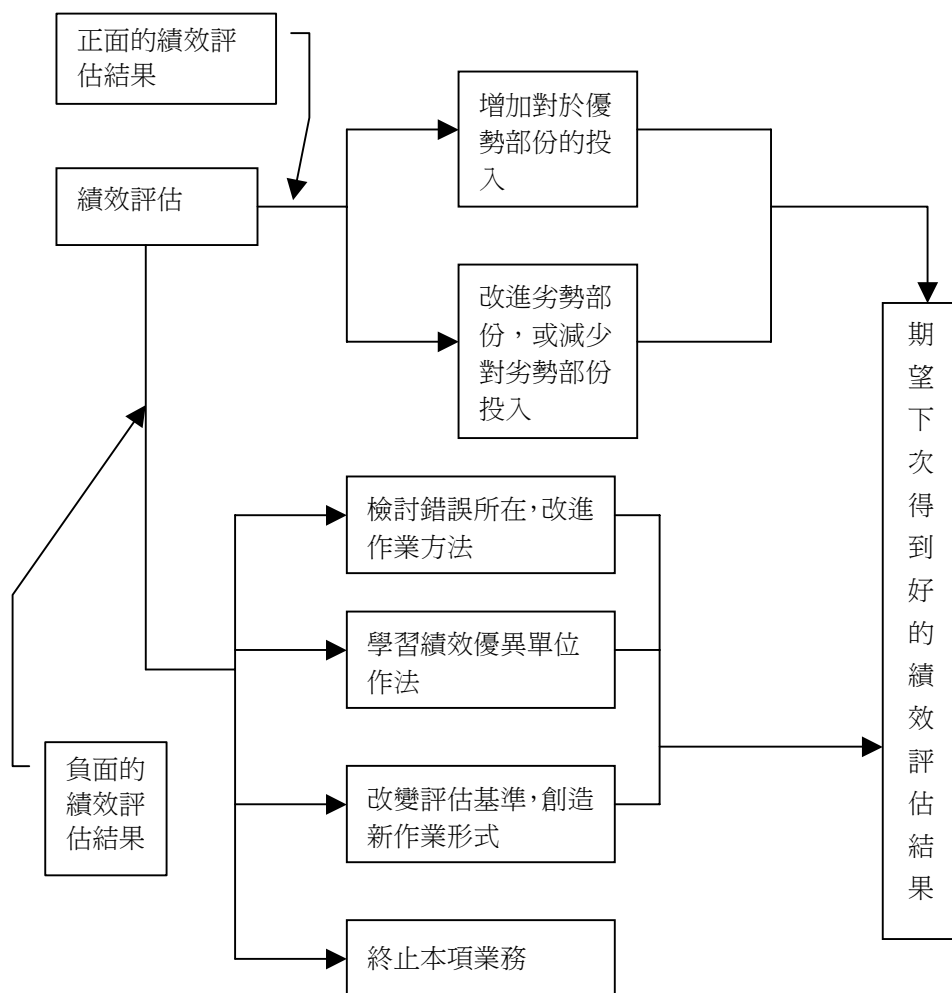 正面的績效評
估結果
增加對於優
勢部份的投
入
績效評估
改進劣勢部
份，或減少
對劣勢部份
投入
期望下次得到好的績效評估結果
檢討錯誤所在，改進
作業方法
學習績效優異單位
作法
負面的
績效評
估結果
改變評估基準，創造
新作業形式
終止本項業務